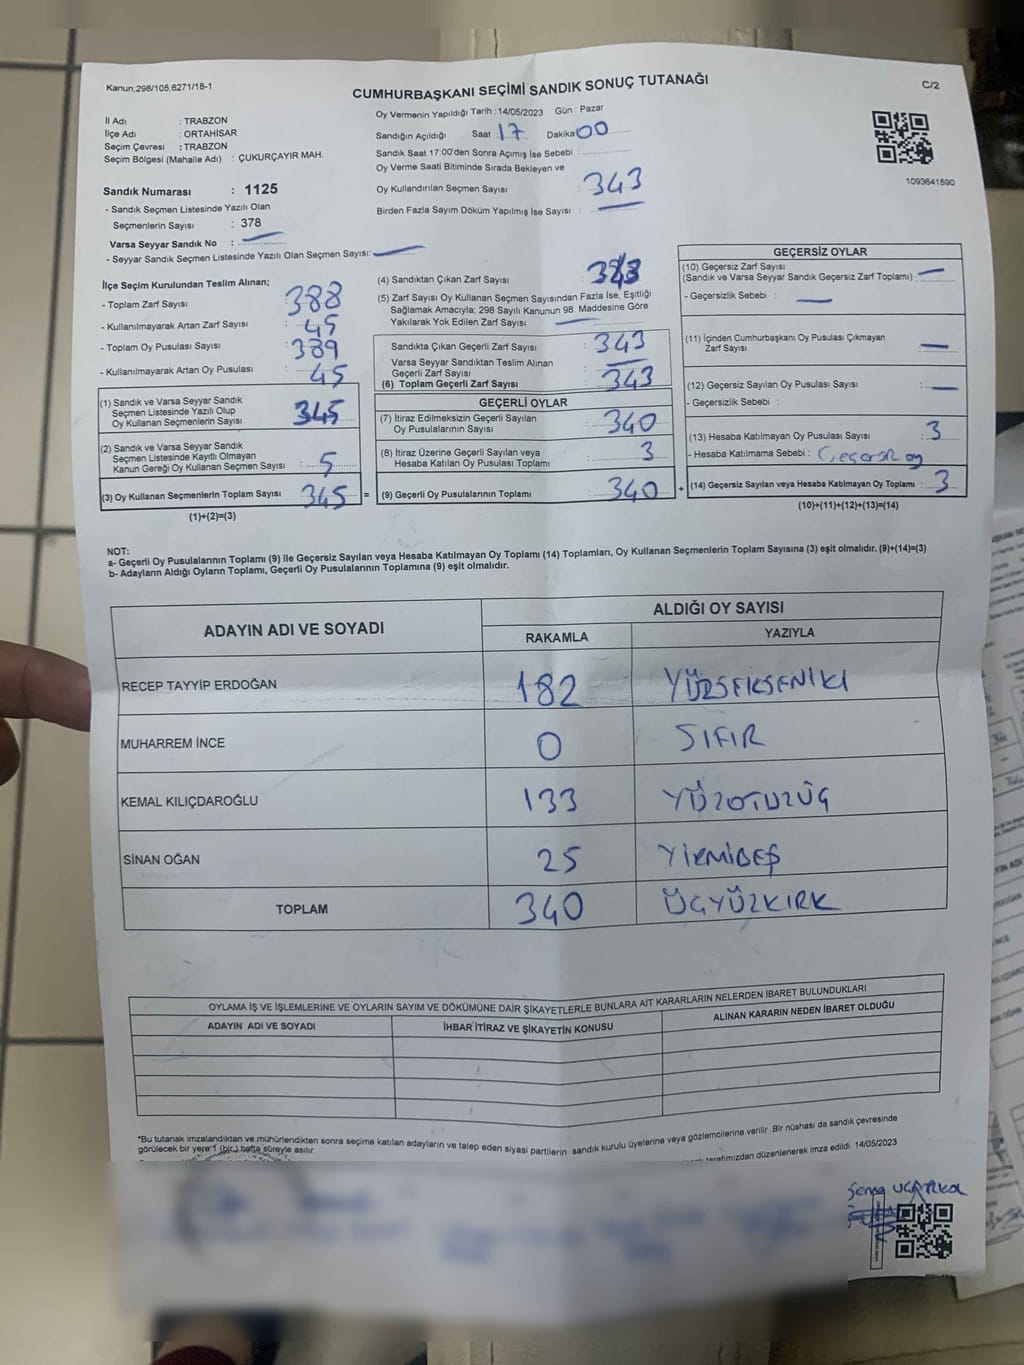 Kanun;298/105,6271/18-1
CUMHURBAŞKANI SEÇİMİ SANDIK SONUÇ TUTANAĞI
C/2
İl Adı : TRABZON
İlçe Adı : ORTAHİSAR
Seçim Çevresi : TRABZON
Seçim Bölgesi (Mahalle Adı) : ÇUKURÇAYIR MAH.
Sandık Numarası : 1125
- Sandık Seçmen Listesinde Yazılı Olan
Seçmenlerin Sayısı : 378
Varsa Seyyar Sandık No :
- Seyyar Sandık Seçmen Listesinde Yazılı Olan Seçmen Sayısı:
Oy Vermenin Yapıldığı Tarih : 14/05/2023 Gün : Pazar
Sandığın Açıldığı Saat 17 Dakika 00
Sandık Saat 17:00'den Sonra Açımış İse Sebebi :
Oy Verme Saati Bitiminde Sırada Bekleyen ve
Oy Kullandırılan Seçmen Sayısı : 343
Birden Fazla Sayım Döküm Yapılmış İse Sayısı :
1093641590
İlçe Seçim Kurulundan Teslim Alınan;
- Toplam Zarf Sayısı : 388
- Kullanılmayarak Artan Zarf Sayısı : 45
- Toplam Oy Pusulası Sayısı : 389
- Kullanılmayarak Artan Oy Pusulası : 45
(1) Sandık ve Varsa Seyyar Sandık
Seçmen Listesinde Yazılı Olup
Oy Kullanan Seçmenlerin Sayısı 345
(2) Sandık ve Varsa Seyyar Sandık
Seçmen Listesinde Kayıtlı Olmayan
Kanun Gereği Oy Kullanan Seçmen Sayısı : 5
(3) Oy Kullanan Seçmenlerin Toplam Sayısı : 345 =
(1)+(2)=(3)
(4) Sandıktan Çıkan Zarf Sayısı : 343
(5) Zarf Sayısı Oy Kullanan Seçmen Sayısından Fazla İse, Eşitliği
Sağlamak Amacıyla; 298 Sayılı Kanunun 98. Maddesine Göre
Yakılarak Yok Edilen Zarf Sayısı
Sandıkta Çıkan Geçerli Zarf Sayısı : 343
Varsa Seyyar Sandıktan Teslim Alınan
Geçerli Zarf Sayısı
(6) Toplam Geçerli Zarf Sayısı : 343
GEÇERLİ OYLAR
(7) İtiraz Edilmeksizin Geçerli Sayılan
Oy Pusulalarının Sayısı : 340
(8) İtiraz Üzerine Geçerli Sayılan veya
Hesaba Katılan Oy Pusulası Toplamı : 3
(9) Geçerli Oy Pusulalarının Toplamı : 340 +
GEÇERSİZ OYLAR
(10) Geçersiz Zarf Sayısı
(Sandık ve Varsa Seyyar Sandık Geçersiz Zarf Toplamı) :
- Geçersizlik Sebebi :
(11) İçinden Cumhurbaşkanı Oy Pusulası Çıkmayan
Zarf Sayısı
(12) Geçersiz Sayılan Oy Pusulası Sayısı :
- Geçersizlik Sebebi :
(13) Hesaba Katılmayan Oy Pusulası Sayısı : 3
- Hesaba Katılmama Sebebi : Geçersiz oy
(14) Geçersiz Sayılan veya Hesaba Katılmayan Oy Toplamı : 3
(10)+(11)+(12)+(13)=(14)
NOT:
a- Geçerli Oy Pusulalarının Toplamı (9) ile Geçersiz Sayılan veya Hesaba Katılmayan Oy Toplamı (14) Toplamları, Oy Kullanan Seçmenlerin Toplam Sayısına (3) eşit olmalıdır. (9)+(14)=(3)
b- Adayların Aldığı Oyların Toplamı, Geçerli Oy Pusulalarının Toplamına (9) eşit olmalıdır.
ADAYIN ADI VE SOYADI
ALDIĞI OY SAYISI
RAKAMLA YAZIYLA
RECEP TAYYİP ERDOĞAN 182 YÜZSEKSENİKİ
MUHARREM İNCE 0 SIFIR
KEMAL KILIÇDAROĞLU 133 YÜZOTUZÜÇ
SİNAN OĞAN 25 YİRMİBEŞ
TOPLAM 340 ÜÇYÜZKIRK
OYLAMA İŞ VE İŞLEMLERİNE VE OYLARIN SAYIM VE DÖKÜMÜNE DAİR ŞİKAYETLERLE BUNLARA AİT KARARLARIN NELERDEN İBARET BULUNDUKLARI
ADAYIN ADI VE SOYADI İHBAR İTİRAZ VE ŞİKAYETİN KONUSU ALINAN KARARIN NEDEN İBARET OLDUĞU
*Bu tutanak imzalandıktan ve mühürlendikten sonra seçime katılan adayların ve talep eden siyasi partilerin sandık kurulu üyelerine veya gözlemcilerine verilir. Bir nüshası da sandık çevresinde
görülecek bir yere 1 (bir) hafta süreyle asılır.
tarafımızdan düzenlenerek imza edildi. 14/05/2023